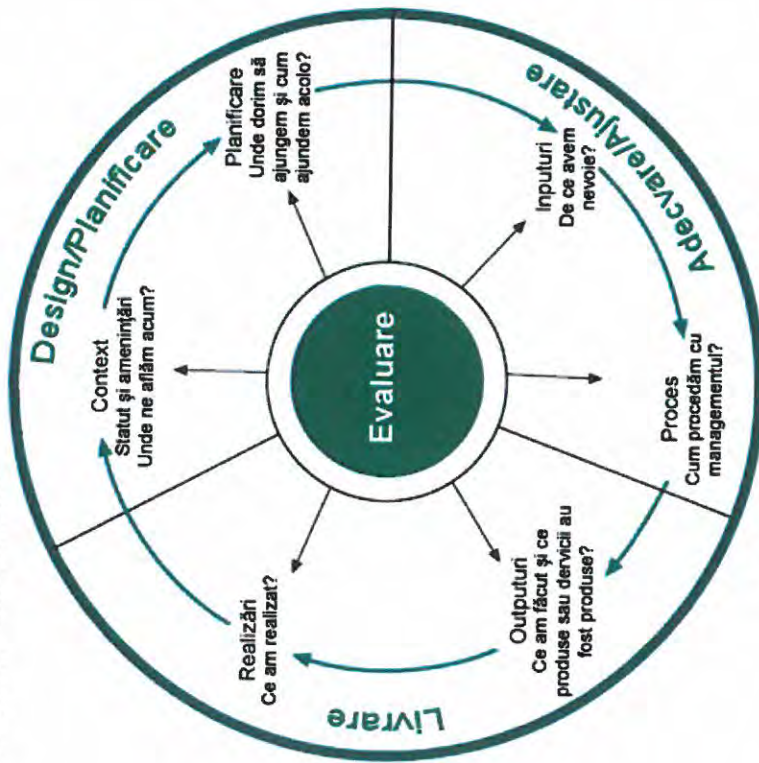 Design/Planificare
Context
Statut și amenințări
Unde ne aflăm acum?
Planificare
Unde dorim să
ajungem și cum
ajundem acolo?
Adecvare/Ajustare
Inputuri
De ce avem
nevoie?
Proces
Cum procedăm cu
managementul?
Livrare
Outputuri
Ce am făcut și ce
produse sau dervicii au
fost produse?
Realizări
Ce am realizat?
Evaluare